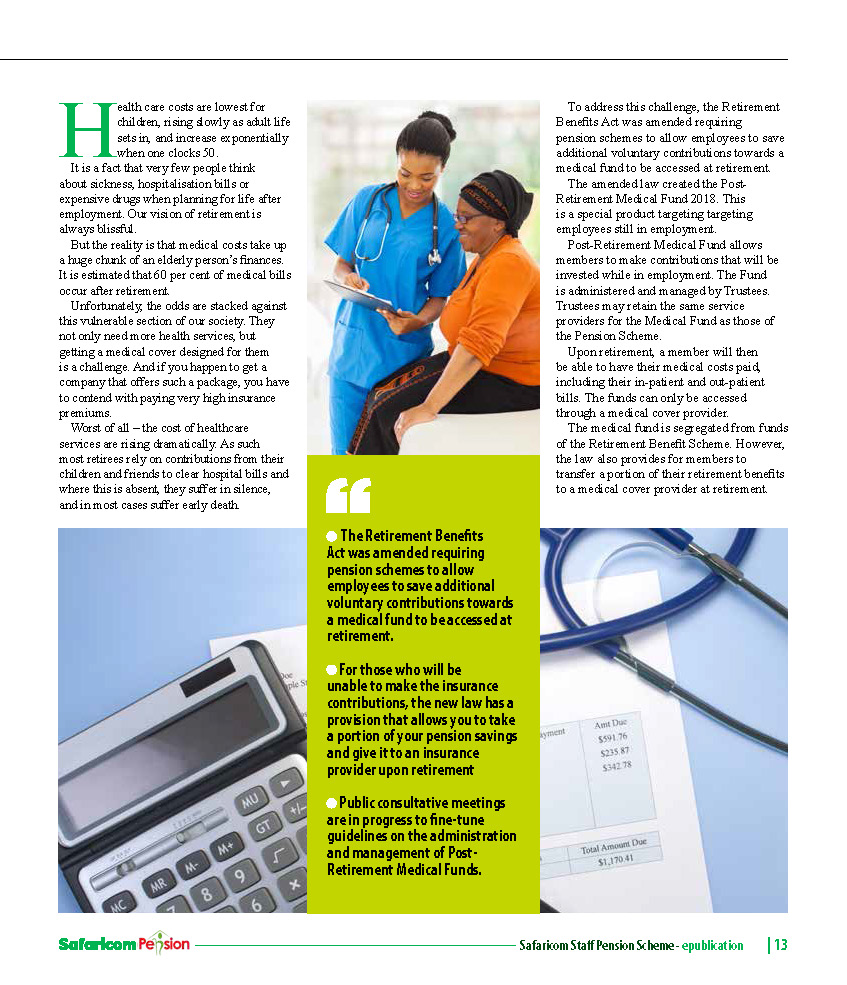 Health care costs are lowest for
children, rising slowly as adult life
sets in, and increase exponentially
when one clocks 50.
It is a fact that very few people think
about sickness, hospitalisation bills or
expensive drugs when planning for life after
employment. Our vision of retirement is
always blissful.
But the reality is that medical costs take up
a huge chunk of an elderly person's finances.
It is estimated that 60 per cent of medical bills
occur after retirement.
Unfortunately, the odds are stacked against
this vulnerable section of our society. They
not only need more health services, but
getting a medical cover designed for them
is a challenge. And if you happen to get a
company that offers such a package, you have
to contend with paying very high insurance
premiums.
Worst of all – the cost of healthcare
services are rising dramatically. As such
most retirees rely on contributions from their
children and friends to clear hospital bills and
where this is absent, they suffer in silence,
and in most cases suffer early death.
To address this challenge, the Retirement
Benefits Act was amended requiring
pension schemes to allow employees to save
additional voluntary contributions towards a
medical fund to be accessed at retirement.
The amended law created the Post-
Retirement Medical Fund 2018. This
is a special product targeting targeting
employees still in employment.
Post-Retirement Medical Fund allows
members to make contributions that will be
invested while in employment. The Fund
is administered and managed by Trustees.
Trustees may retain the same service
providers for the Medical Fund as those of
the Pension Scheme.
Upon retirement, a member will then
be able to have their medical costs paid,
including their in-patient and out-patient
bills. The funds can only be accessed
through a medical cover provider.
The medical fund is segregated from funds
of the Retirement Benefit Scheme. However,
the law also provides for members to
transfer a portion of their retirement benefits
to a medical cover provider at retirement.
● The Retirement Benefits
Act was amended requiring
pension schemes to allow
employees to save additional
voluntary contributions towards
a medical fund to be accessed at
retirement.
● For those who will be
unable to make the insurance
contributions, the new law has a
provision that allows you to take
a portion of your pension savings
and give it to an insurance
provider upon retirement
● Public consultative meetings
are in progress to fine-tune
guidelines on the administration
and management of Post-
Retirement Medical Funds.
MU
GT
+/-
M+
M-
MR
MC
√
×
9
8
7
6
Amt Due
$591.76
$235.87
$342.78
Total Amount Due
$1,170.41
Safaricom Pension
Safaricom Staff Pension Scheme - epublication | 13